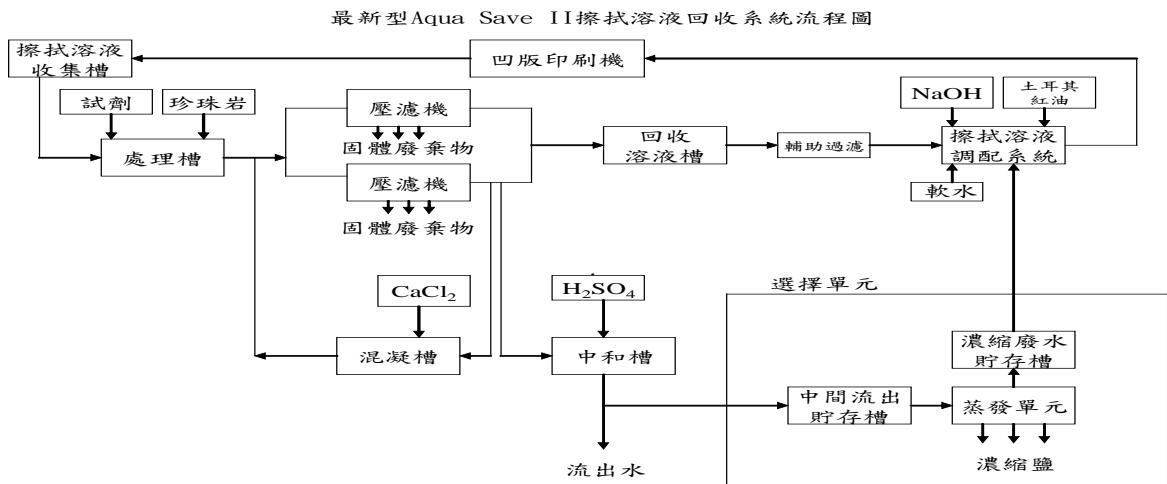 最新型Aqua Save II擦拭溶液回收系統流程圖
擦拭溶液
收集槽
凹版印刷機
試劑
珍珠岩
處理槽
壓濾機
固體廢棄物
壓濾機
固體廢棄物
回收
溶液槽
輔助過濾
NaOH
土耳其
紅油
擦拭溶液
調配系統
軟水
CaCl₂
混凝槽
H₂SO₄
中和槽
流出水
選擇單元
濃縮廢水
貯存槽
中間流出
貯存槽
蒸發單元
濃縮鹽